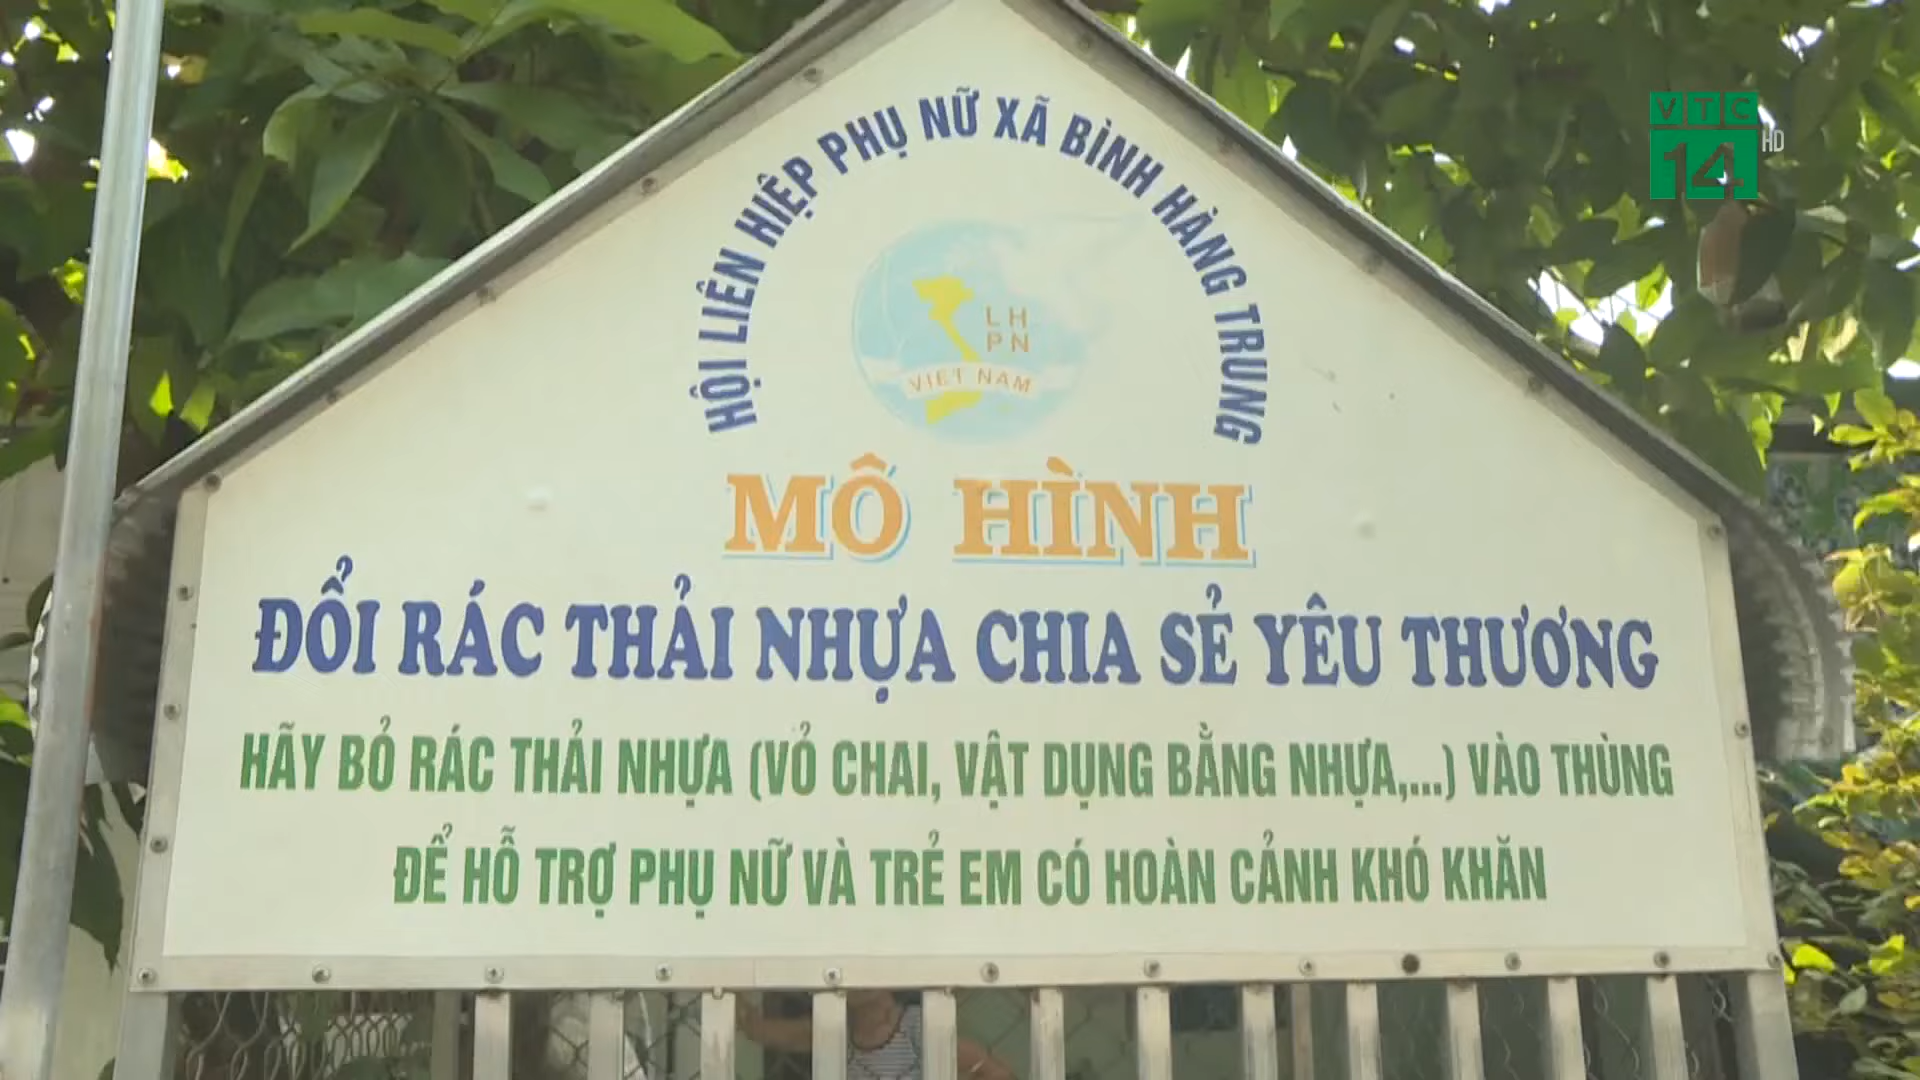 VTC
14 HD
HỘI LIÊN HIỆP PHỤ NỮ XÃ BÌNH HÀNG TRUNG
LH
PN
VIET NAM
MÔ HÌNH
ĐỔI RÁC THẢI NHỰA CHIA SẺ YÊU THƯƠNG
HÃY BỎ RÁC THẢI NHỰA (VỎ CHAI, VẬT DỤNG BẰNG NHỰA,...) VÀO THÙNG
ĐỂ HỖ TRỢ PHỤ NỮ VÀ TRẺ EM CÓ HOÀN CẢNH KHÓ KHĂN